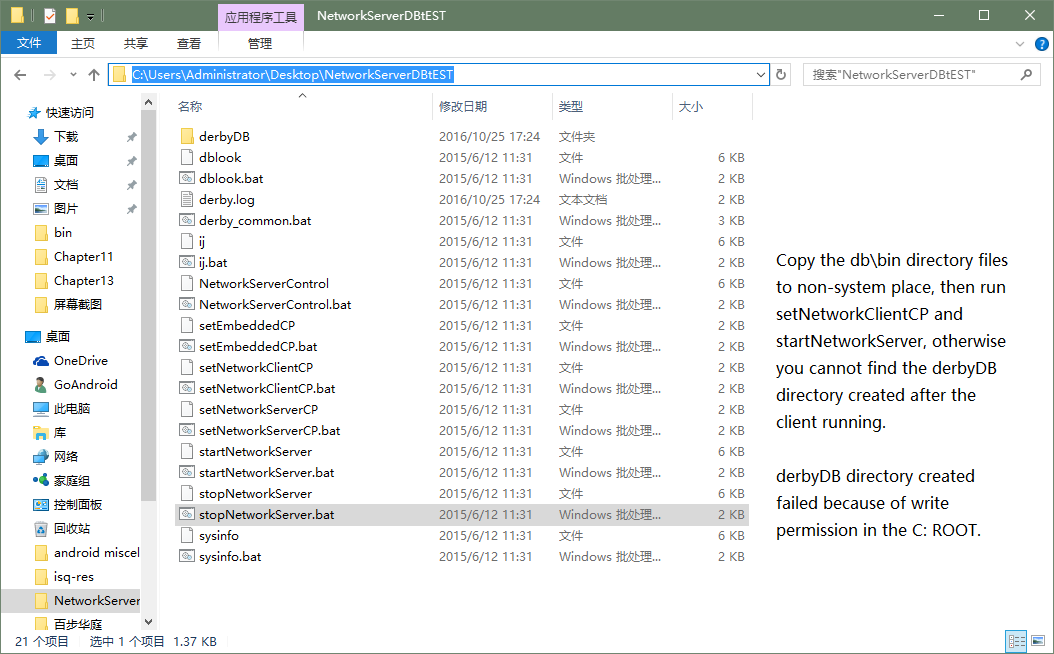 应用程序工具 NetworkServerDBtEST
文件 主页 共享 查看 管理
C:\Users\Administrator\Desktop\NetworkServerDBtEST 搜索"NetworkServerDBtEST"
快速访问
下载
桌面
文档
图片
bin
Chapter11
Chapter13
屏幕截图
桌面
OneDrive
GoAndroid
此电脑
库
网络
家庭组
控制面板
回收站
android miscel
isq-res
NetworkServer
百步华庭
名称 修改日期 类型 大小
derbyDB 2016/10/25 17:24 文件夹
dblook 2015/6/12 11:31 文件 6 KB
dblook.bat 2015/6/12 11:31 Windows 批处理... 2 KB
derby.log 2016/10/25 17:24 文本文档 2 KB
derby_common.bat 2015/6/12 11:31 Windows 批处理... 3 KB
ij 2015/6/12 11:31 文件 6 KB
ij.bat 2015/6/12 11:31 Windows 批处理... 2 KB
NetworkServerControl 2015/6/12 11:31 文件 6 KB
NetworkServerControl.bat 2015/6/12 11:31 Windows 批处理... 2 KB
setEmbeddedCP 2015/6/12 11:31 文件 2 KB
setEmbeddedCP.bat 2015/6/12 11:31 Windows 批处理... 2 KB
setNetworkClientCP 2015/6/12 11:31 文件 2 KB
setNetworkClientCP.bat 2015/6/12 11:31 Windows 批处理... 2 KB
setNetworkServerCP 2015/6/12 11:31 文件 2 KB
setNetworkServerCP.bat 2015/6/12 11:31 Windows 批处理... 2 KB
startNetworkServer 2015/6/12 11:31 文件 6 KB
startNetworkServer.bat 2015/6/12 11:31 Windows 批处理... 2 KB
stopNetworkServer 2015/6/12 11:31 文件 6 KB
stopNetworkServer.bat 2015/6/12 11:31 Windows 批处理... 2 KB
sysinfo 2015/6/12 11:31 文件 6 KB
sysinfo.bat 2015/6/12 11:31 Windows 批处理... 2 KB
Copy the db\bin directory files
to non-system place, then run
setNetworkClientCP and
startNetworkServer, otherwise
you cannot find the derbyDB
directory created after the
client running.
derbyDB directory created
failed because of write
permission in the C: ROOT.
21 个项目 选中 1 个项目 1.37 KB